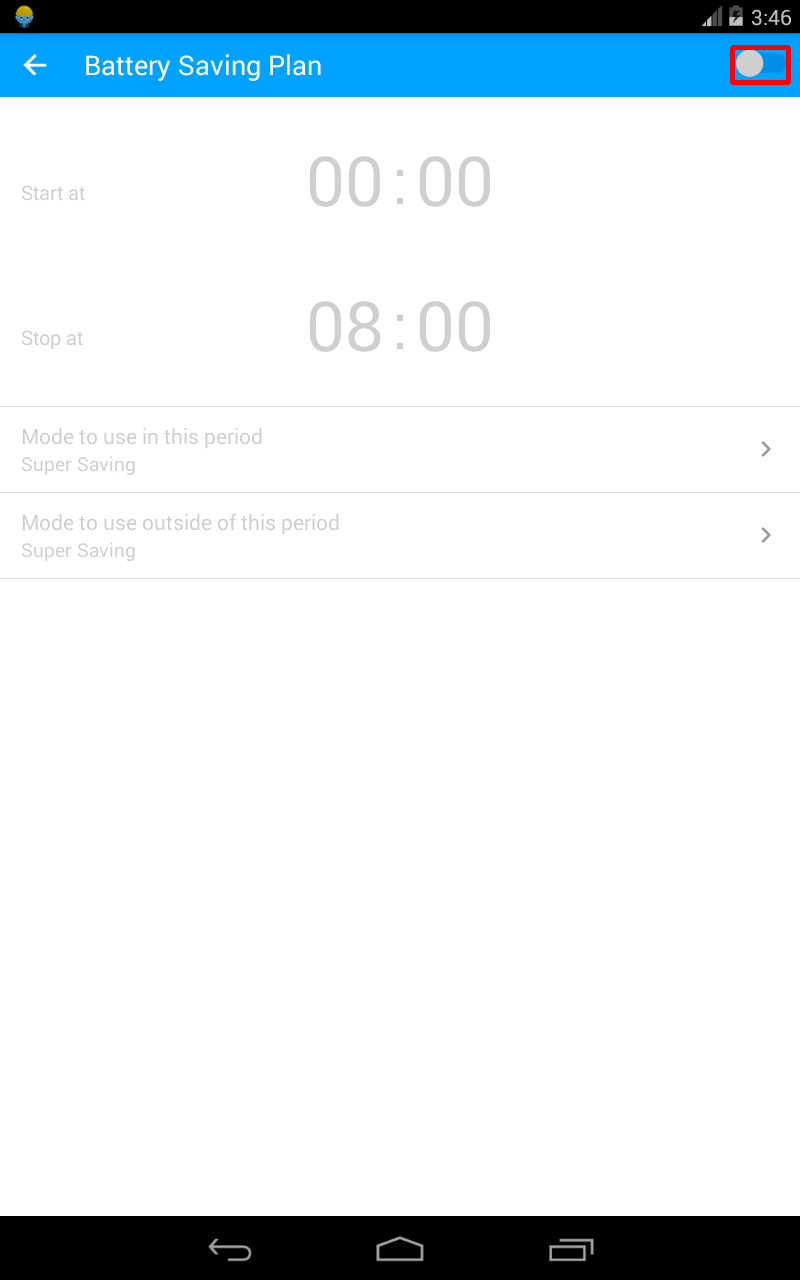 3:46
Battery Saving Plan
Start at
00:00
Stop at
08:00
Mode to use in this period
Super Saving
Mode to use outside of this period
Super Saving